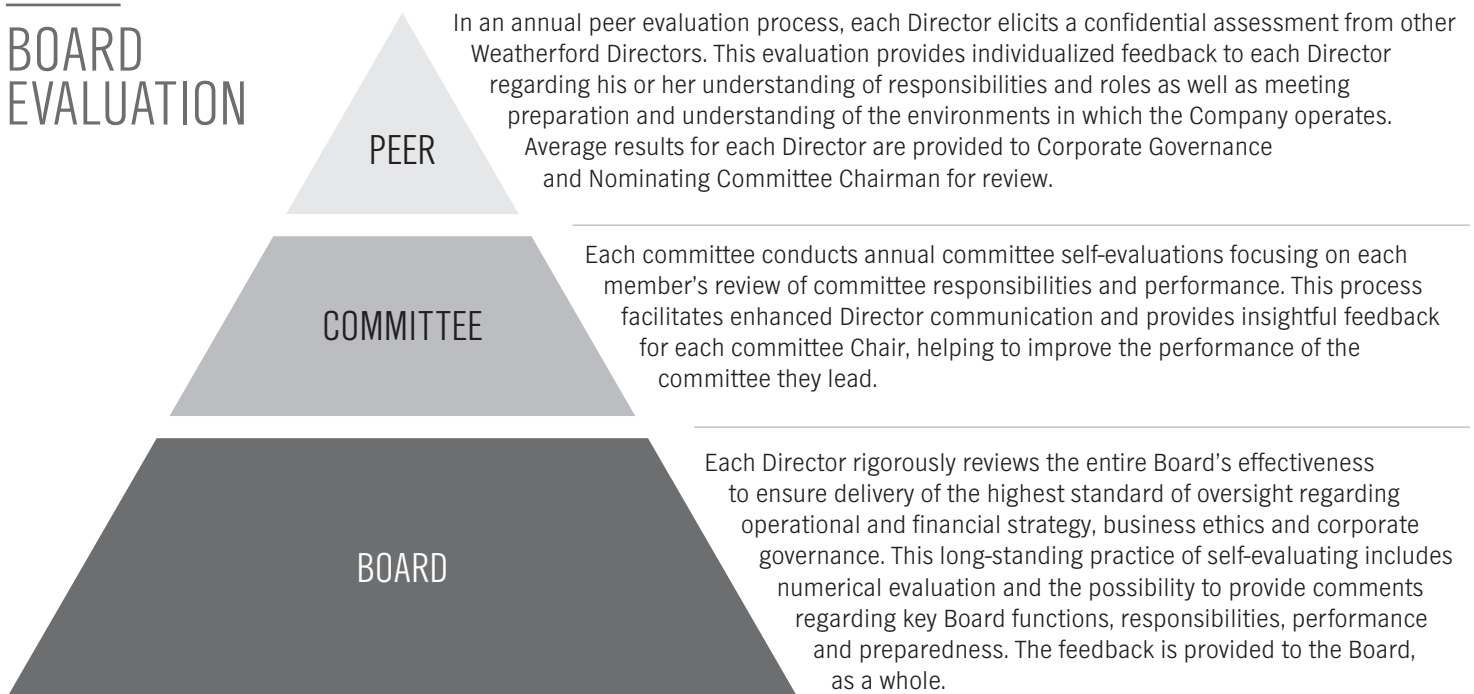 BOARD
EVALUATION
PEER
In an annual peer evaluation process, each Director elicits a confidential assessment from other
Weatherford Directors. This evaluation provides individualized feedback to each Director
regarding his or her understanding of responsibilities and roles as well as meeting
preparation and understanding of the environments in which the Company operates.
Average results for each Director are provided to Corporate Governance
and Nominating Committee Chairman for review.
COMMITTEE
Each committee conducts annual committee self-evaluations focusing on each
member’s review of committee responsibilities and performance. This process
facilitates enhanced Director communication and provides insightful feedback
for each committee Chair, helping to improve the performance of the
committee they lead.
BOARD
Each Director rigorously reviews the entire Board’s effectiveness
to ensure delivery of the highest standard of oversight regarding
operational and financial strategy, business ethics and corporate
governance. This long-standing practice of self-evaluating includes
numerical evaluation and the possibility to provide comments
regarding key Board functions, responsibilities, performance
and preparedness. The feedback is provided to the Board,
as a whole.